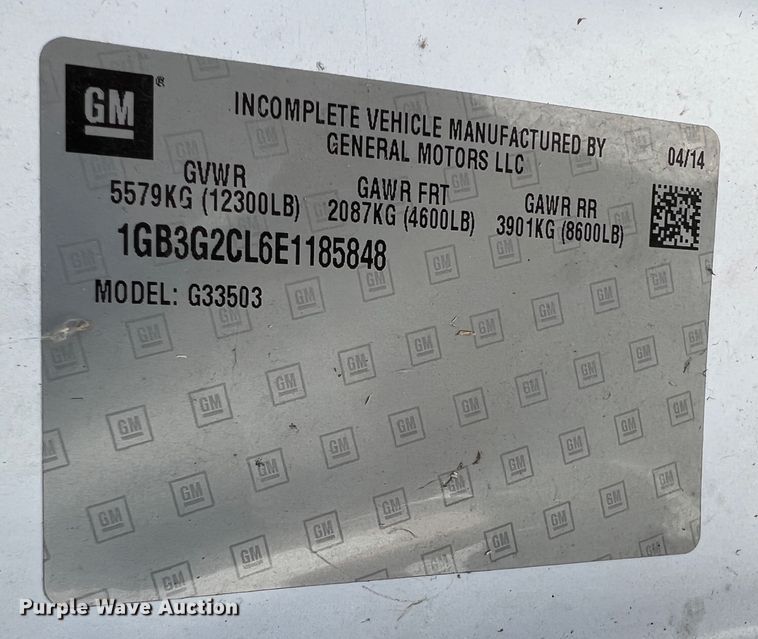 GM ®
INCOMPLETE VEHICLE MANUFACTURED BY
GENERAL MOTORS LLC
04/14
GVWR
5579KG (12300LB)
GAWR FRT
2087KG (4600LB)
GAWR RR
3901KG (8600LB)
1GB3G2CL6E1185848
MODEL: G33503
Purple Wave Auction